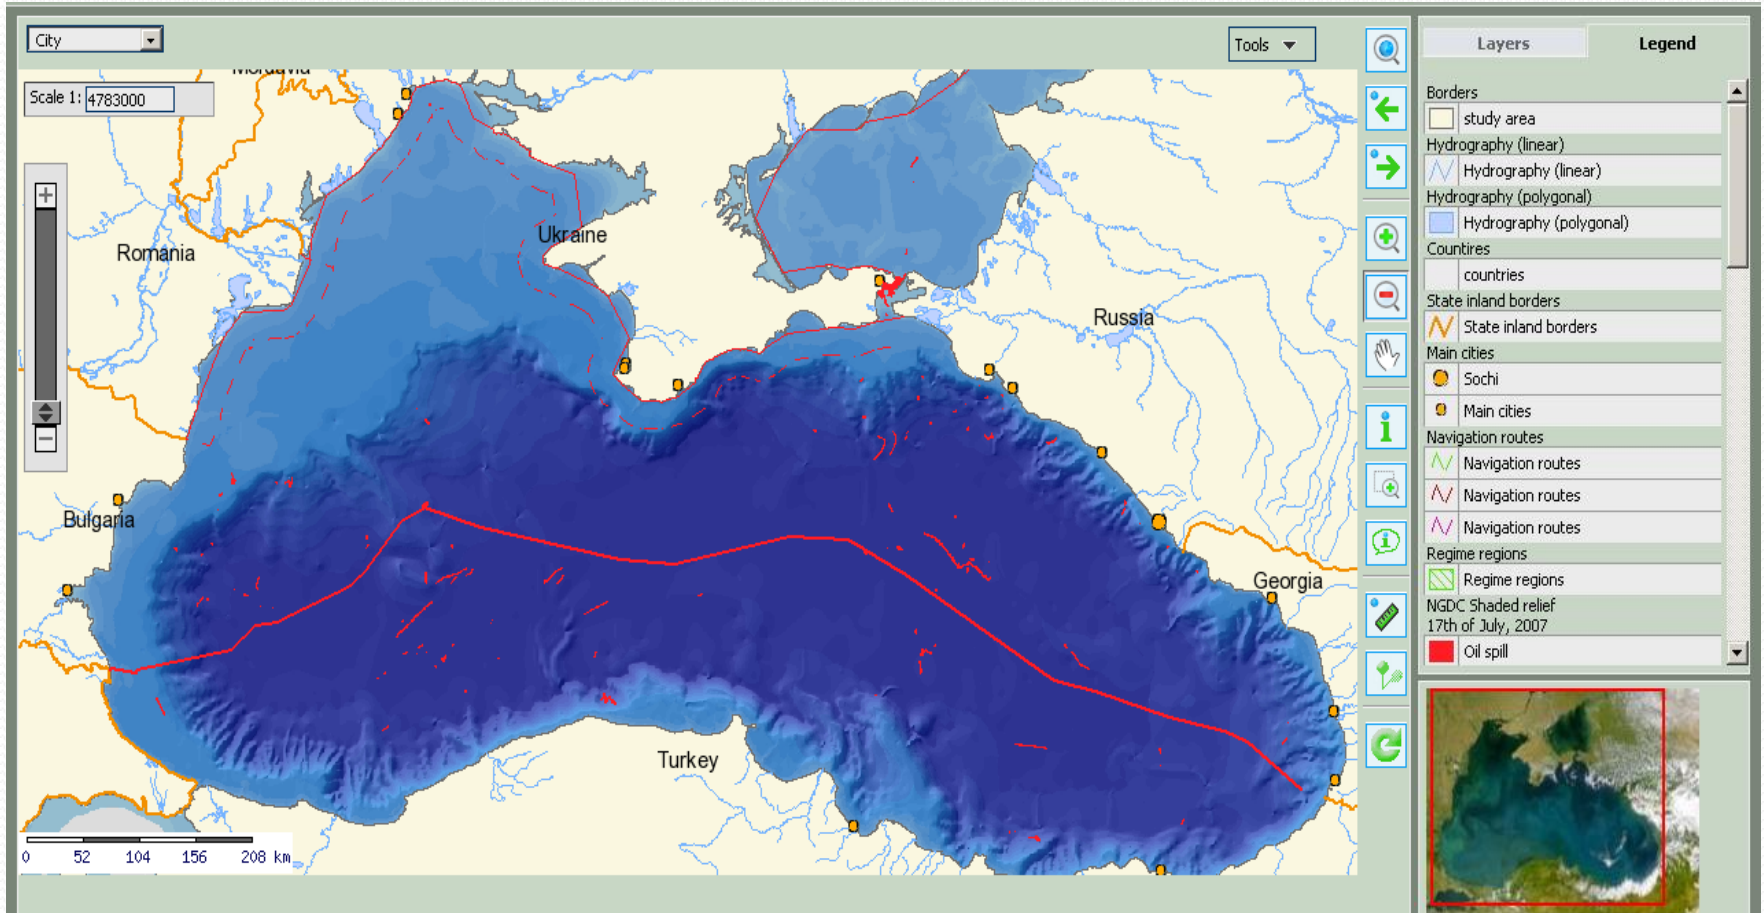 City
Tools
Layers
Legend
Scale 1: 4783000
Moldavia
Romania
Ukraine
Russia
Bulgaria
Georgia
Turkey
0 52 104 156 208 km
Borders
study area
Hydrography (linear)
Hydrography (linear)
Hydrography (polygonal)
Hydrography (polygonal)
Countires
countries
State inland borders
State inland borders
Main cities
Sochi
Main cities
Navigation routes
Navigation routes
Navigation routes
Navigation routes
Regime regions
Regime regions
NGDC Shaded relief
17th of July, 2007
Oil spill